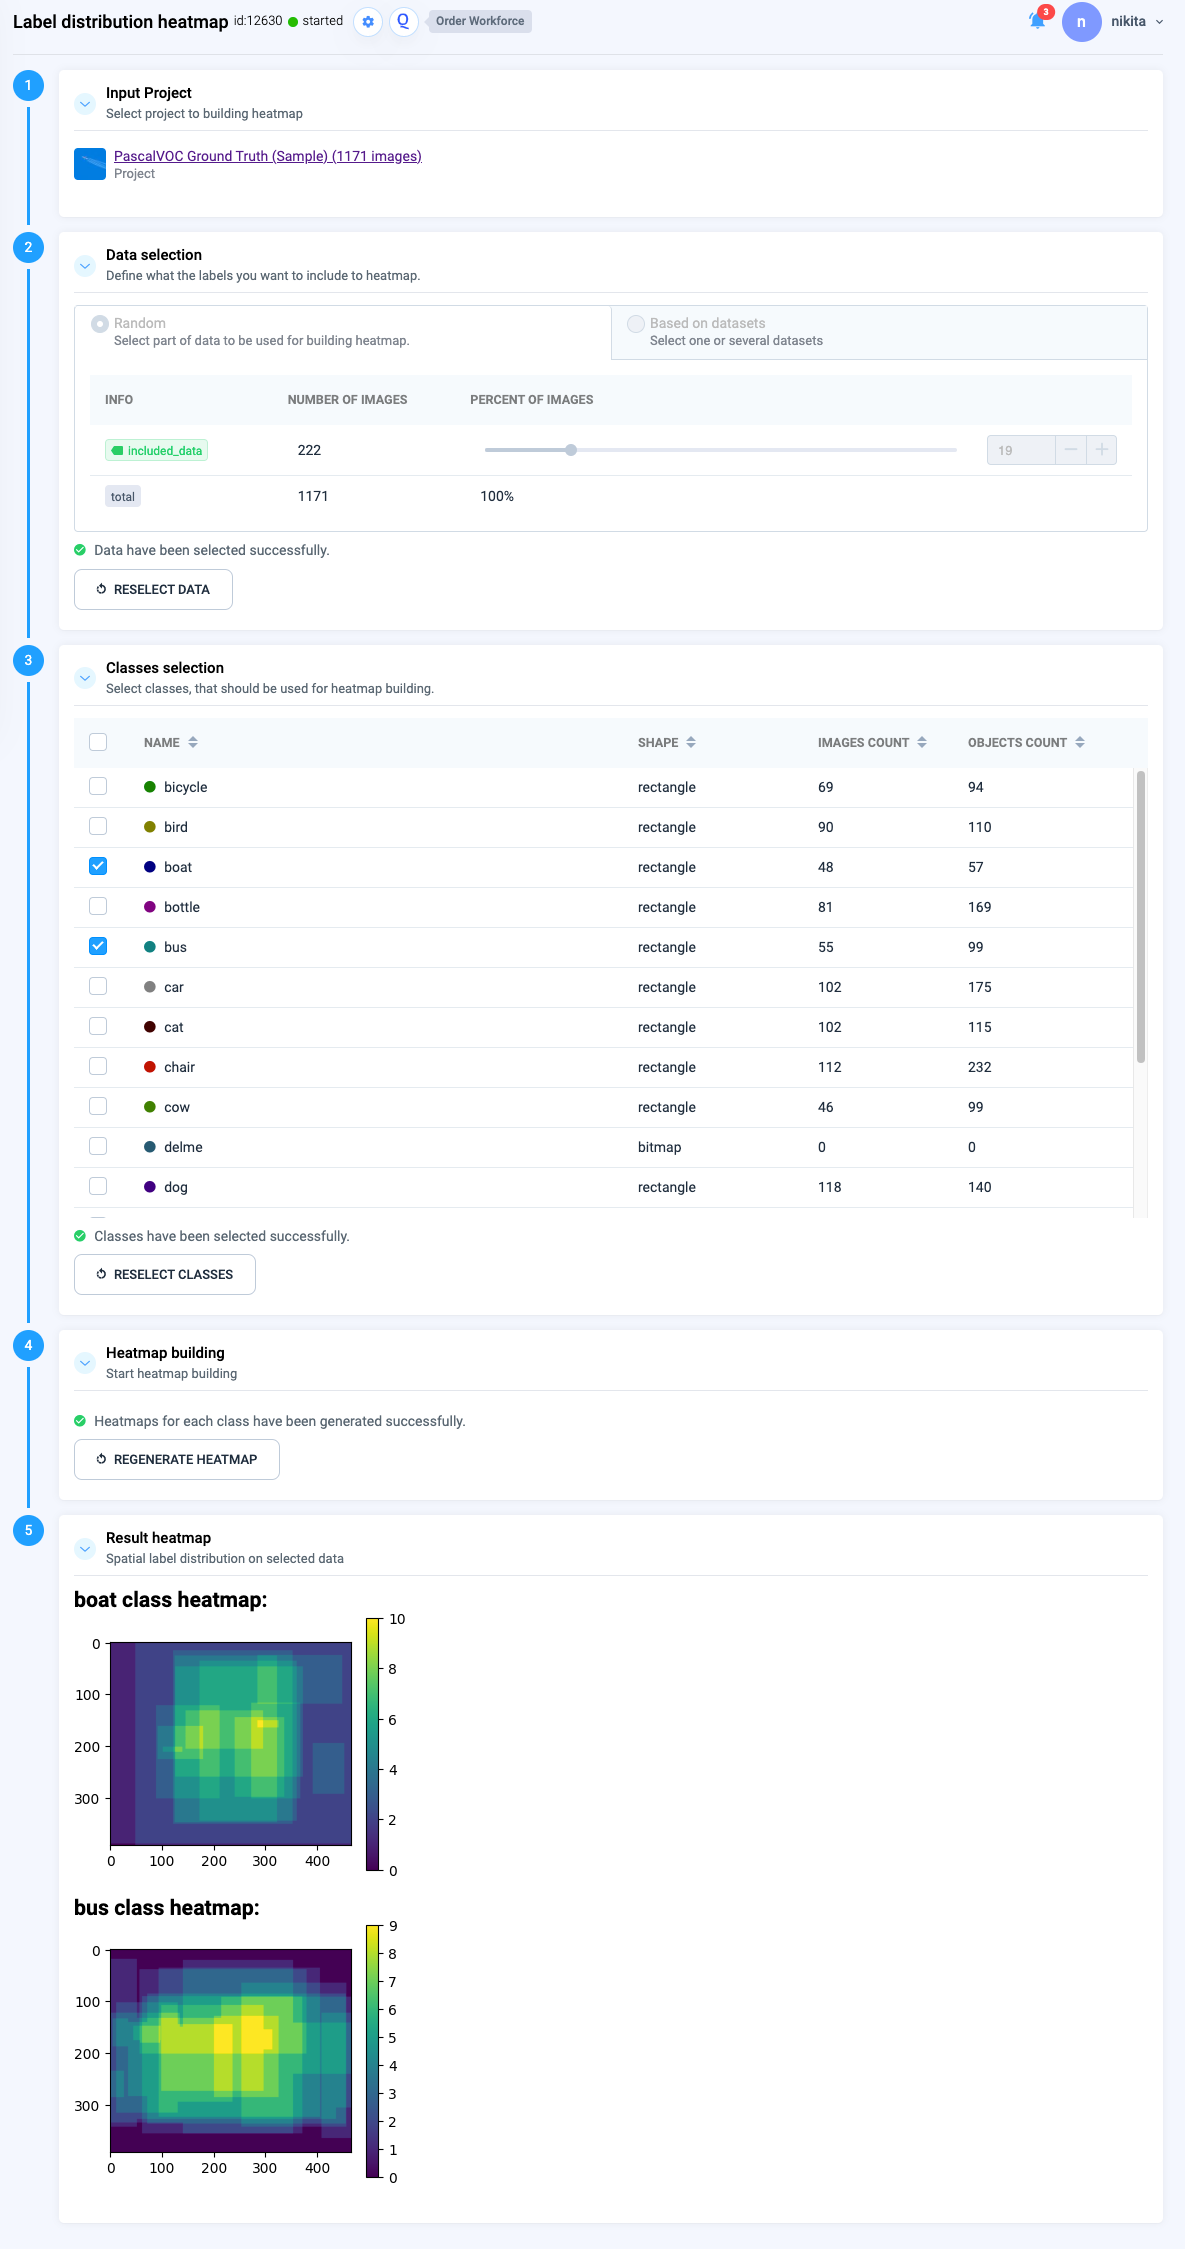 Label distribution heatmap id:12630 started Q Order Workforce 3 n nikita
1
Input Project
Select project to building heatmap
PascalVOC Ground Truth (Sample) (1171 images)
Project
2
Data selection
Define what the labels you want to include to heatmap.
Random
Select part of data to be used for building heatmap.
Based on datasets
Select one or several datasets
INFO NUMBER OF IMAGES PERCENT OF IMAGES
included_data 222 19
total 1171 100%
Data have been selected successfully.
RESELECT DATA
3
Classes selection
Select classes, that should be used for heatmap building.
NAME SHAPE IMAGES COUNT OBJECTS COUNT
bicycle rectangle 69 94
bird rectangle 90 110
boat rectangle 48 57
bottle rectangle 81 169
bus rectangle 55 99
car rectangle 102 175
cat rectangle 102 115
chair rectangle 112 232
cow rectangle 46 99
delme bitmap 0 0
dog rectangle 118 140
Classes have been selected successfully.
RESELECT CLASSES
4
Heatmap building
Start heatmap building
Heatmaps for each class have been generated successfully.
REGENERATE HEATMAP
5
Result heatmap
Spatial label distribution on selected data
boat class heatmap:
0
100
200
300
0 100 200 300 400
10
8
6
4
2
0
bus class heatmap:
0
100
200
300
0 100 200 300 400
9
8
7
6
5
4
3
2
1
0